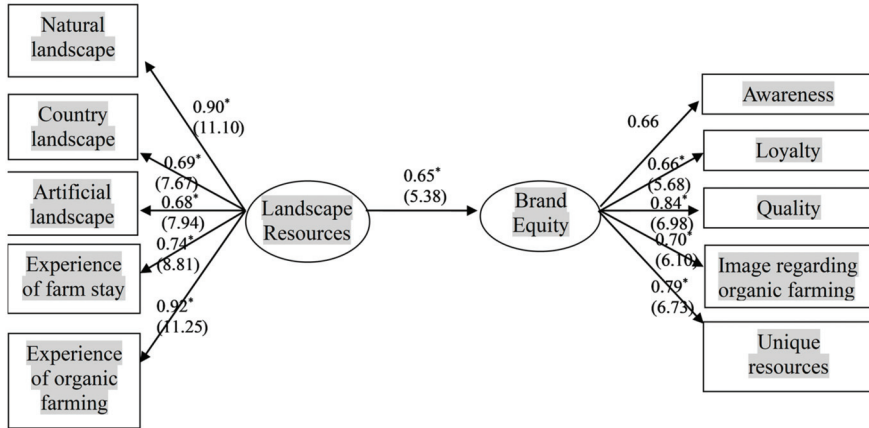 Natural
landscape
0.90*
(11.10)
Country
landscape
0.69*
(7.67)
Artificial
landscape
0.68*
(7.94)
Experience
of farm stay
0.74*
(8.81)
Experience
of organic
farming
0.92*
(11.25)
Landscape
Resources
0.65*
(5.38)
Brand
Equity
0.66
Awareness
0.66*
(5.68)
Loyalty
0.84*
(6.98)
Quality
0.70*
(6.10)
Image regarding
organic farming
0.79*
(6.73)
Unique
resources